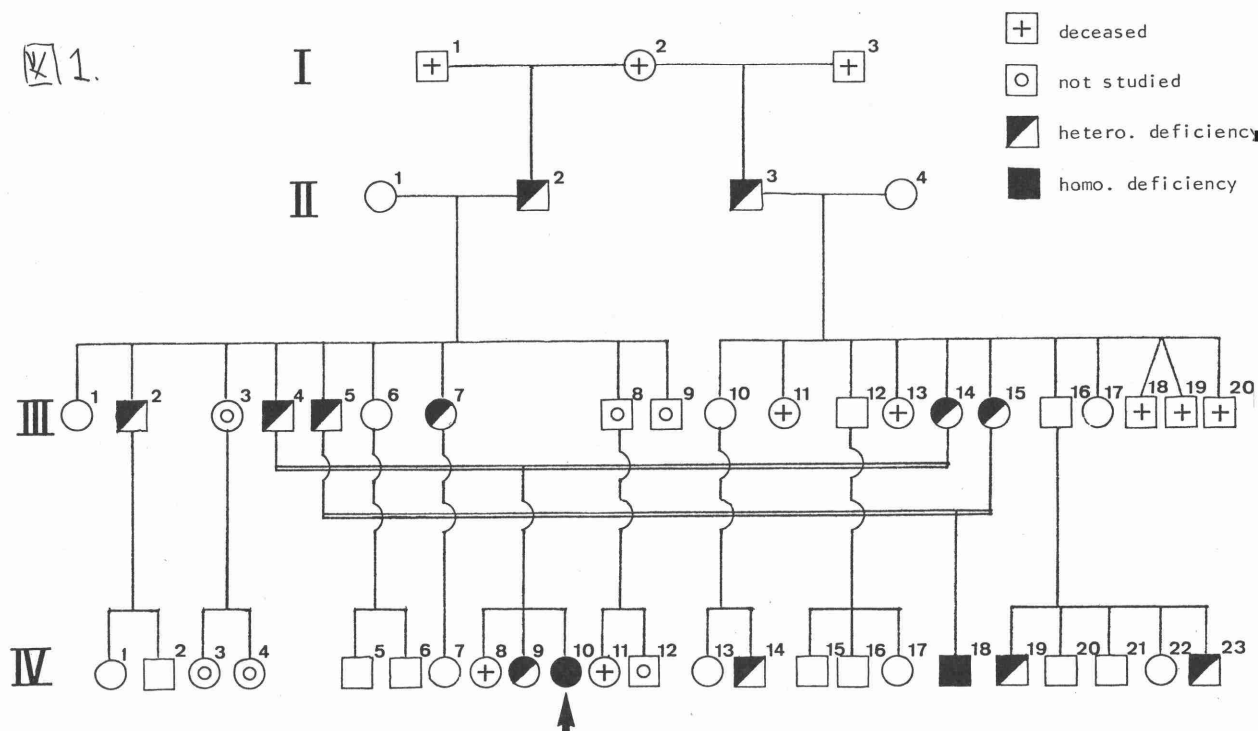 図1.
I
1 2 3
+ deceased
not studied
hetero. deficiency
homo. deficiency
II
1 2 3 4
III
1 2 3 4 5 6 7 8 9 10 11 12 13 14 15 16 17 18 19 20
IV
1 2 3 4 5 6 7 8 9 10 11 12 13 14 15 16 17 18 19 20 21 22 23